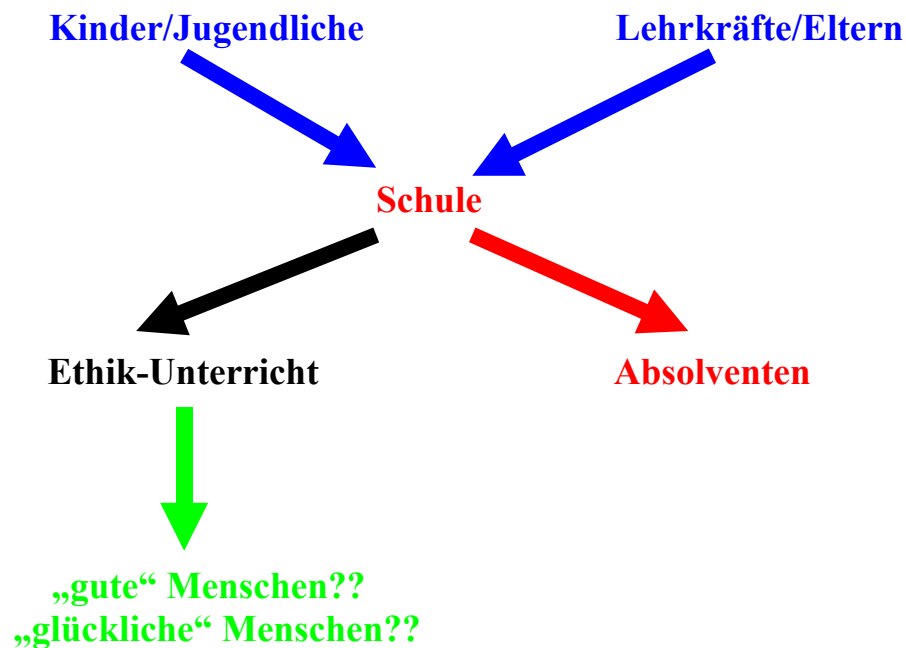 Kinder/Jugendliche
Lehrkräfte/Eltern
Schule
Ethik-Unterricht
Absolventen
„gute“ Menschen??
„glückliche“ Menschen??